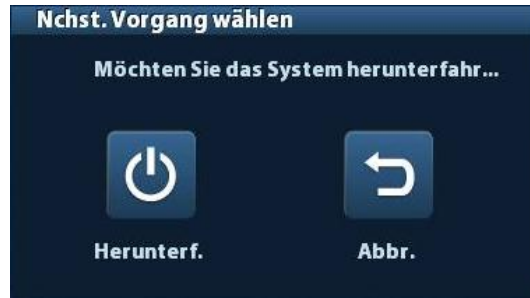 Nchst. Vorgang wählen
Möchten Sie das System herunterfahr...
Herunterf. Abbr.